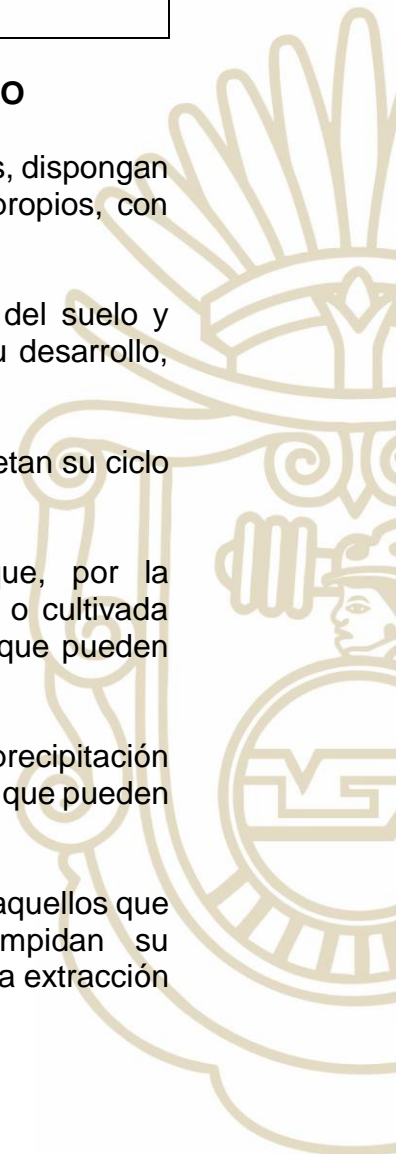 O
s, dispongan
propios, con
del suelo y
u desarrollo,
etan su ciclo
que, por la
o cultivada
que pueden
precipitación
que pueden
aquellos que
mpidan su
a extracción